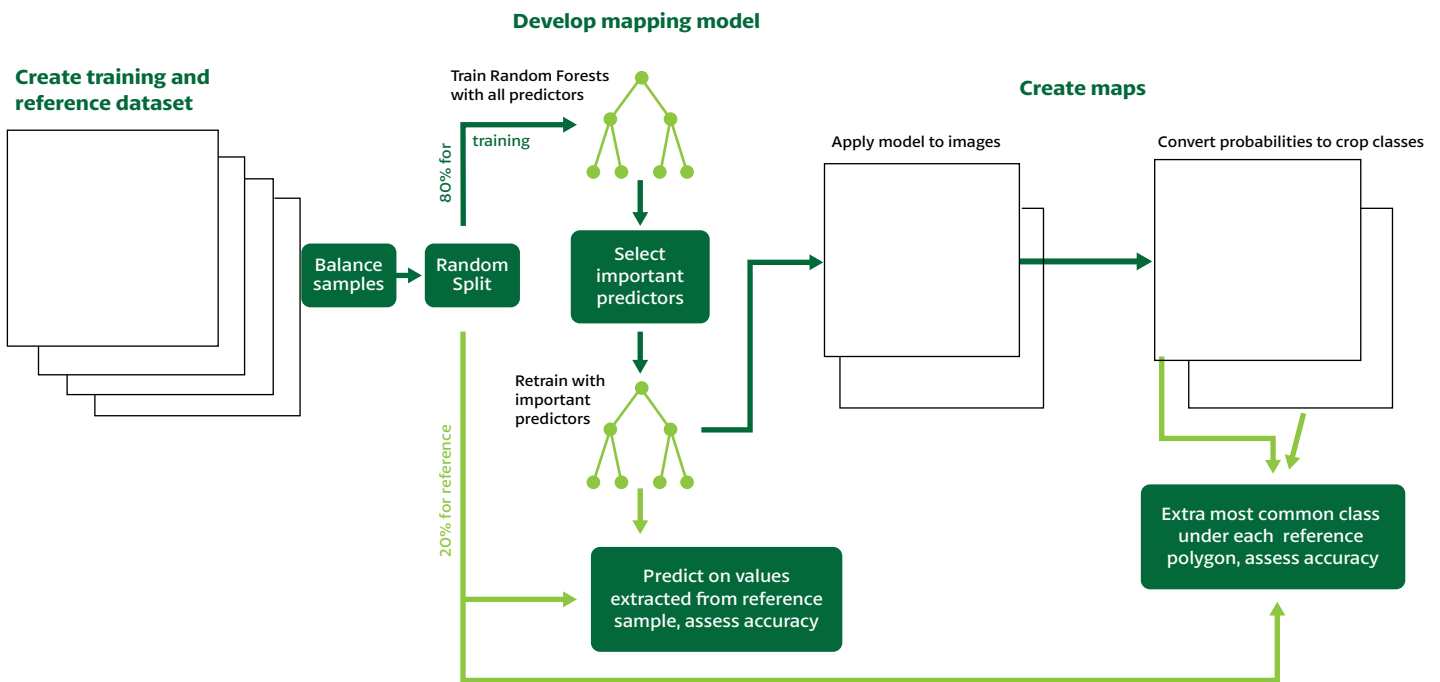 Develop mapping model
Create training and
reference dataset
Train Random Forests
with all predictors
Create maps
80% for
training
Apply model to images
Convert probabilities to crop classes
Balance
samples
Random
Split
Select
important
predictors
Retrain with
important
predictors
20% for reference
Predict on values
extracted from reference
sample, assess accuracy
Extra most common class
under each reference
polygon, assess accuracy